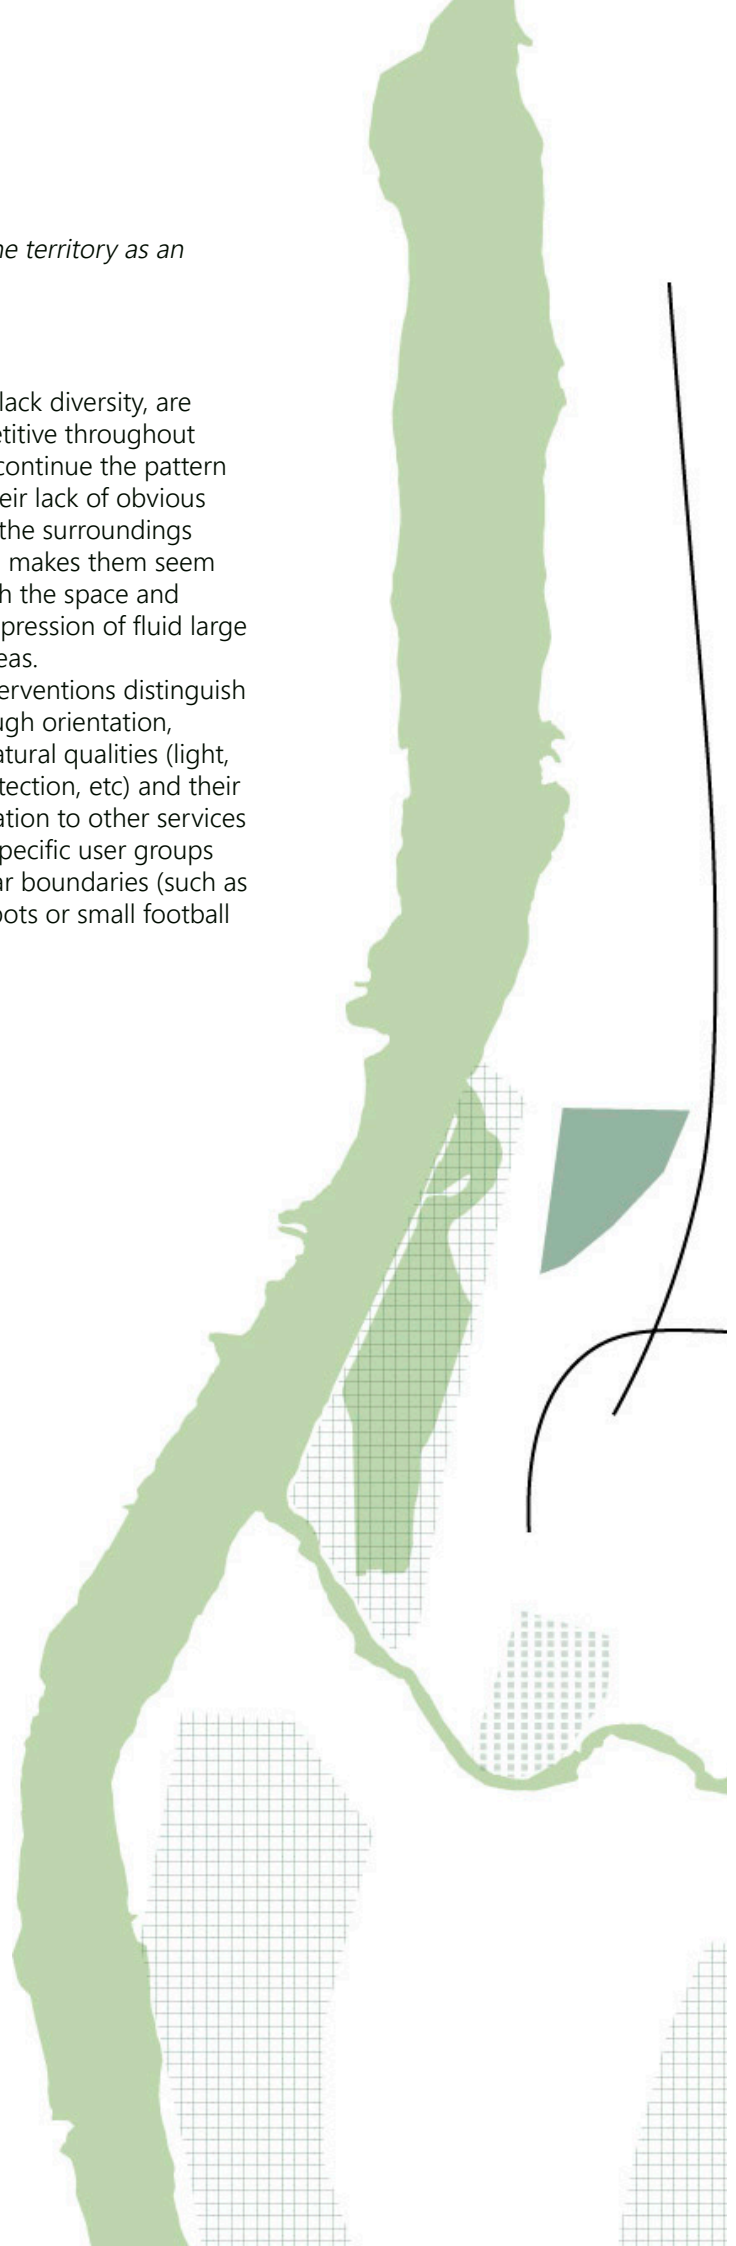 ne territory as an
lack diversity, are
etitive throughout
continue the pattern
eir lack of obvious
the surroundings
makes them seem
h the space and
pression of fluid large
eas.
erventions distinguish
ugh orientation,
atural qualities (light,
tection, etc) and their
ation to other services
pecific user groups
ar boundaries (such as
oots or small football